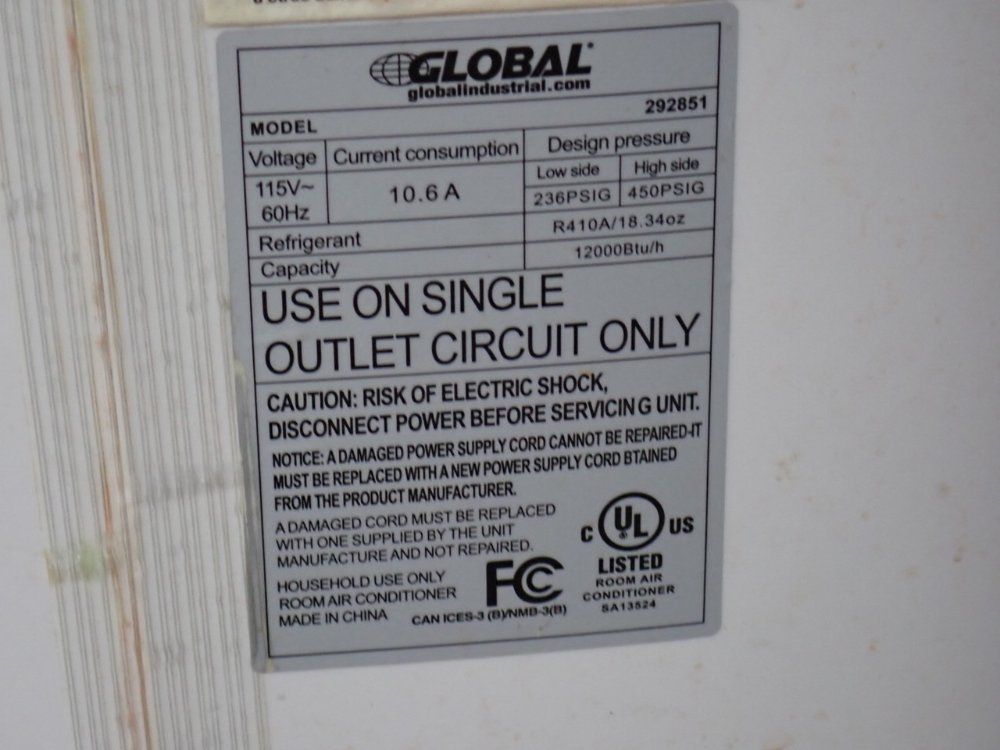 GLOBAL
globalindustrial.com
MODEL 292851
Voltage Current consumption Design pressure
Low side High side
115V~
60Hz
10.6 A
236PSIG 450PSIG
Refrigerant R410A/18.34oz
Capacity 12000Btu/h
USE ON SINGLE
OUTLET CIRCUIT ONLY
CAUTION: RISK OF ELECTRIC SHOCK,
DISCONNECT POWER BEFORE SERVICIN G UNIT.
NOTICE: A DAMAGED POWER SUPPLY CORD CANNOT BE REPAIRED-IT
MUST BE REPLACED WITH A NEW POWER SUPPLY CORD BTAINED
FROM THE PRODUCT MANUFACTURER.
A DAMAGED CORD MUST BE REPLACED
WITH ONE SUPPLIED BY THE UNIT
MANUFACTURE AND NOT REPAIRED.
HOUSEHOLD USE ONLY
ROOM AIR CONDITIONER
MADE IN CHINA
FC
CAN ICES-3 (B)/NMB-3(B)
C UL US
LISTED
ROOM AIR
CONDITIONER
SA13524